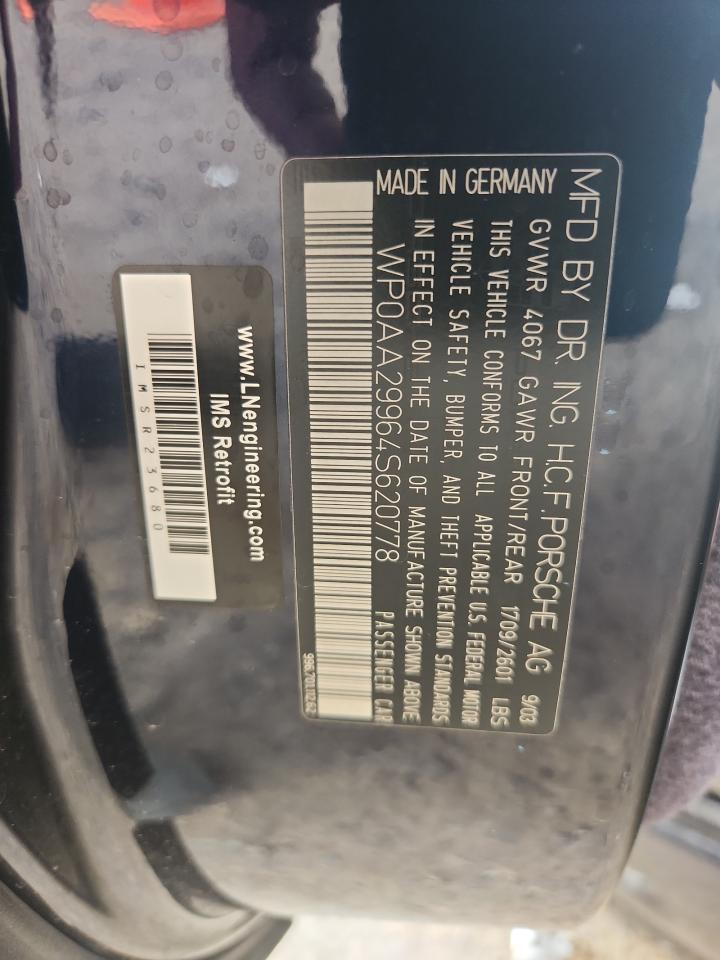 MFD BY DR. ING. H.C.F. PORSCHE AG 9/03
GVWR 4067 GAWR FRONT/REAR 1709/2601 LBS
THIS VEHICLE CONFORMS TO ALL APPLICABLE U.S. FEDERAL MOTOR
VEHICLE SAFETY, BUMPER, AND THEFT PREVENTION STANDARDS
IN EFFECT ON THE DATE OF MANUFACTURE SHOWN ABOVE
MADE IN GERMANY
WP0AA29964S620778
PASSENGER CAR
www.LNengineering.com
IMS Retrofit
IMSR23680